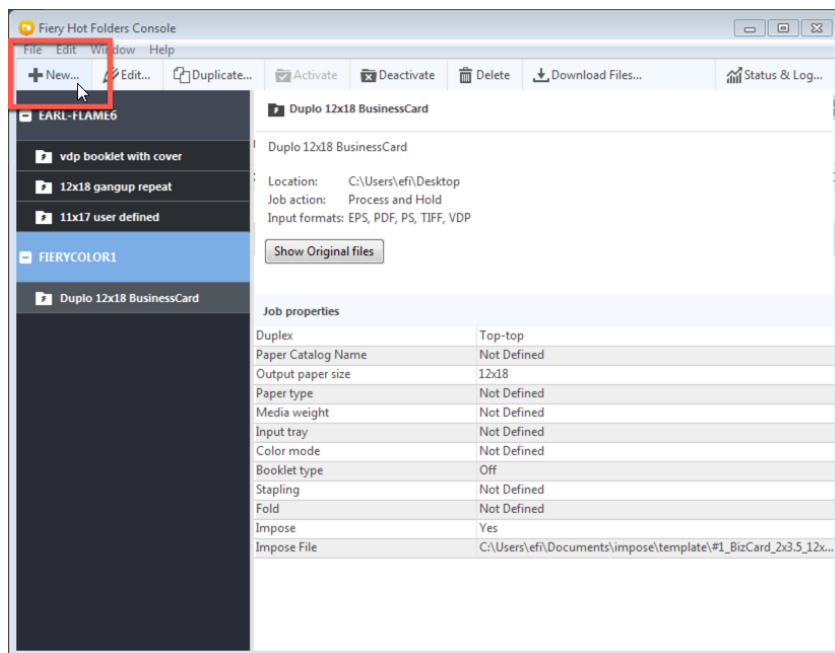 Fiery Hot Folders Console
File Edit Window Help
New... Edit... Duplicate... Activate Deactivate Delete Download Files... Status & Log...
EARL-FLAME6
vdp booklet with cover
12x18 gangup repeat
11x17 user defined
FIERYCOLOR1
Duplo 12x18 BusinessCard
Duplo 12x18 BusinessCard
Duplo 12x18 BusinessCard
Location: C:\Users\efi\Desktop
Job action: Process and Hold
Input formats: EPS, PDF, PS, TIFF, VDP
Show Original files
Job properties
Duplex Top-top
Paper Catalog Name Not Defined
Output paper size 12x18
Paper type Not Defined
Media weight Not Defined
Input tray Not Defined
Color mode Not Defined
Booklet type Off
Stapling Not Defined
Fold Not Defined
Impose Yes
Impose File C:\Users\efi\Documents\impose\template\#1_BizCard_2x3.5_12x...